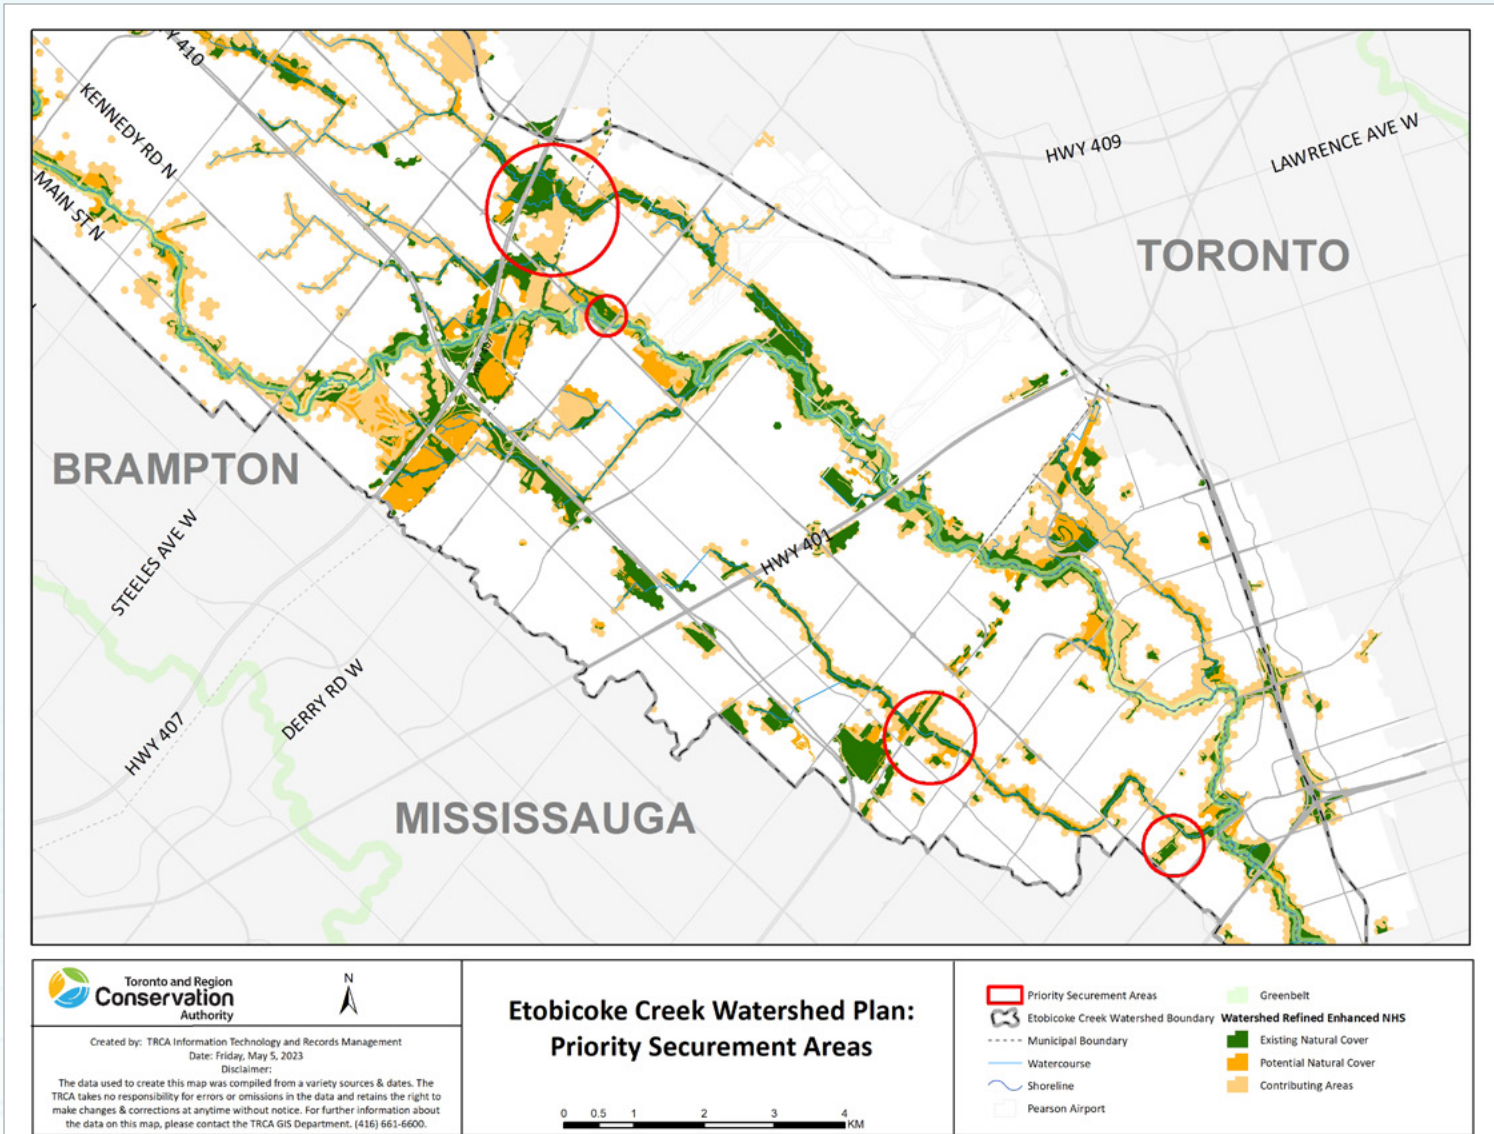 HWY 410
KENNEDY RD N
MAIN ST N
HWY 409
LAWRENCE AVE W
TORONTO
BRAMPTON
STEELES AVE W
HWY 401
HWY 407
DERRY RD W
MISSISSAUGA
Toronto and Region
Conservation
Authority
N
Created by: TRCA Information Technology and Records Management
Date: Friday, May 5, 2023
Disclaimer:
The data used to create this map was compiled from a variety sources & dates. The
TRCA takes no responsibility for errors or omissions in the data and retains the right to
make changes & corrections at anytime without notice. For further information about
the data on this map, please contact the TRCA GIS Department. (416) 661-6600.
Etobicoke Creek Watershed Plan:
Priority Securement Areas
0 0.5 1 2 3 4
KM
Priority Securement Areas
Etobicoke Creek Watershed Boundary
Municipal Boundary
Watercourse
Shoreline
Pearson Airport
Greenbelt
Watershed Refined Enhanced NHS
Existing Natural Cover
Potential Natural Cover
Contributing Areas